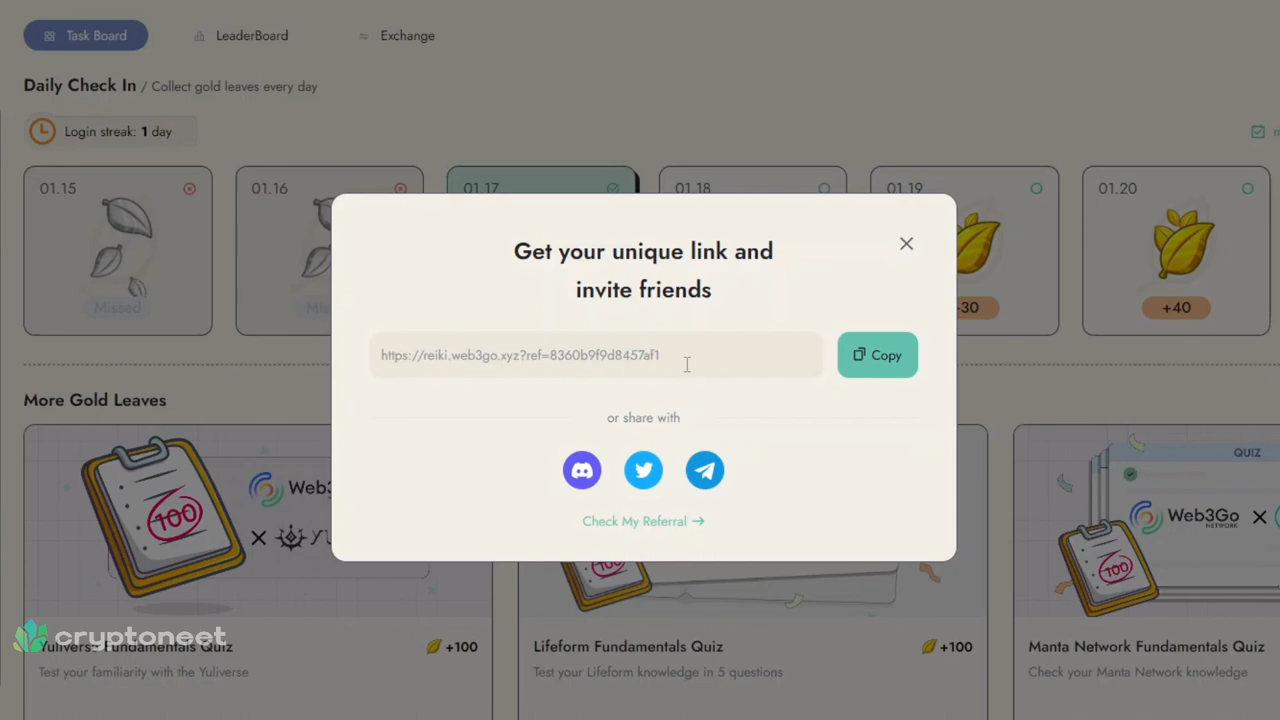 Task Board
LeaderBoard
Exchange
Daily Check In / Collect gold leaves every day
Login streak: 1 day
01.15
01.16
01.17
01.18
01.19
01.20
Missed
+40
Get your unique link and
invite friends
https://reiki.web3go.xyz?ref=8360b9f9d8457af1
Copy
or share with
Check My Referral →
More Gold Leaves
100
100
QUIZ
Web3Go
NETWORK
100
cryptoneet
Yuliverse Fundamentals Quiz
+100
Test your familiarity with the Yuliverse
Lifeform Fundamentals Quiz
+100
Test your Lifeform knowledge in 5 questions
Manta Network Fundamentals Quiz
Check your Manta Network knowledge